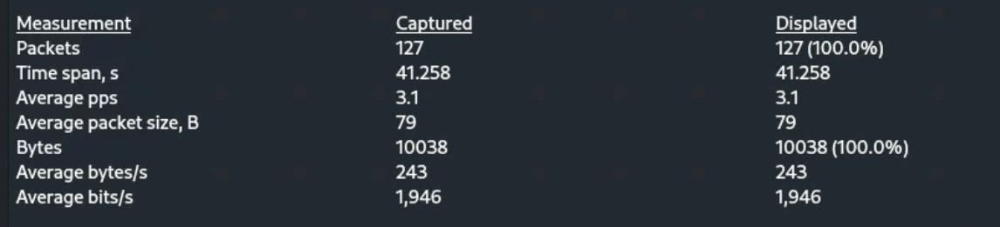 Measurement Captured Displayed
Packets 127 127 (100.0%)
Time span, s 41.258 41.258
Average pps 3.1 3.1
Average packet size, B 79 79
Bytes 10038 10038 (100.0%)
Average bytes/s 243 243
Average bits/s 1,946 1,946